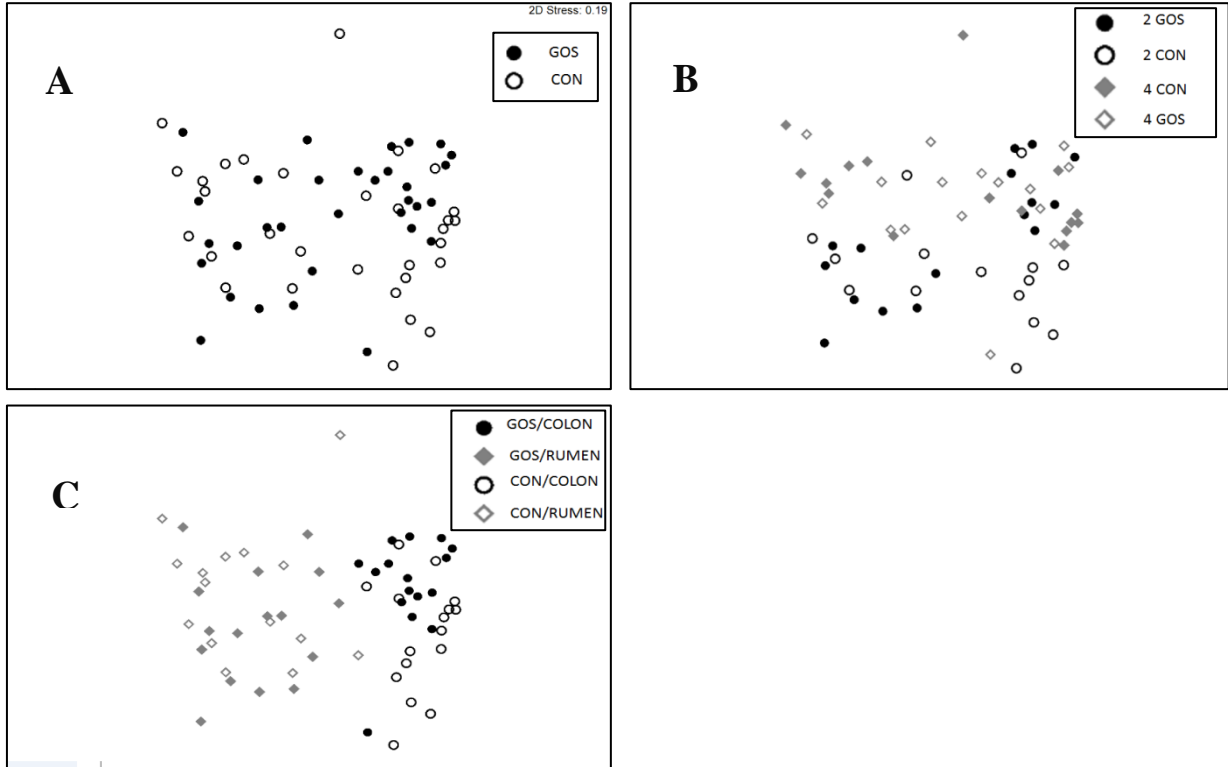 2D Stress: 0.19
A
GOS
CON
B
2 GOS
2 CON
4 CON
4 GOS
C
GOS/COLON
GOS/RUMEN
CON/COLON
CON/RUMEN